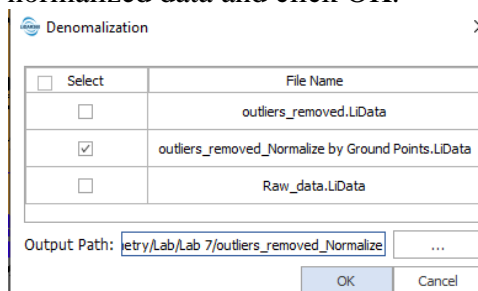 normalized data and click OK.
Denomalization
Select File Name
outliers_removed.LiData
outliers_removed_Normalize by Ground Points.LiData
Raw_data.LiData
Output Path: etry/Lab/Lab 7/outliers_removed_Normalize ...
OK Cancel